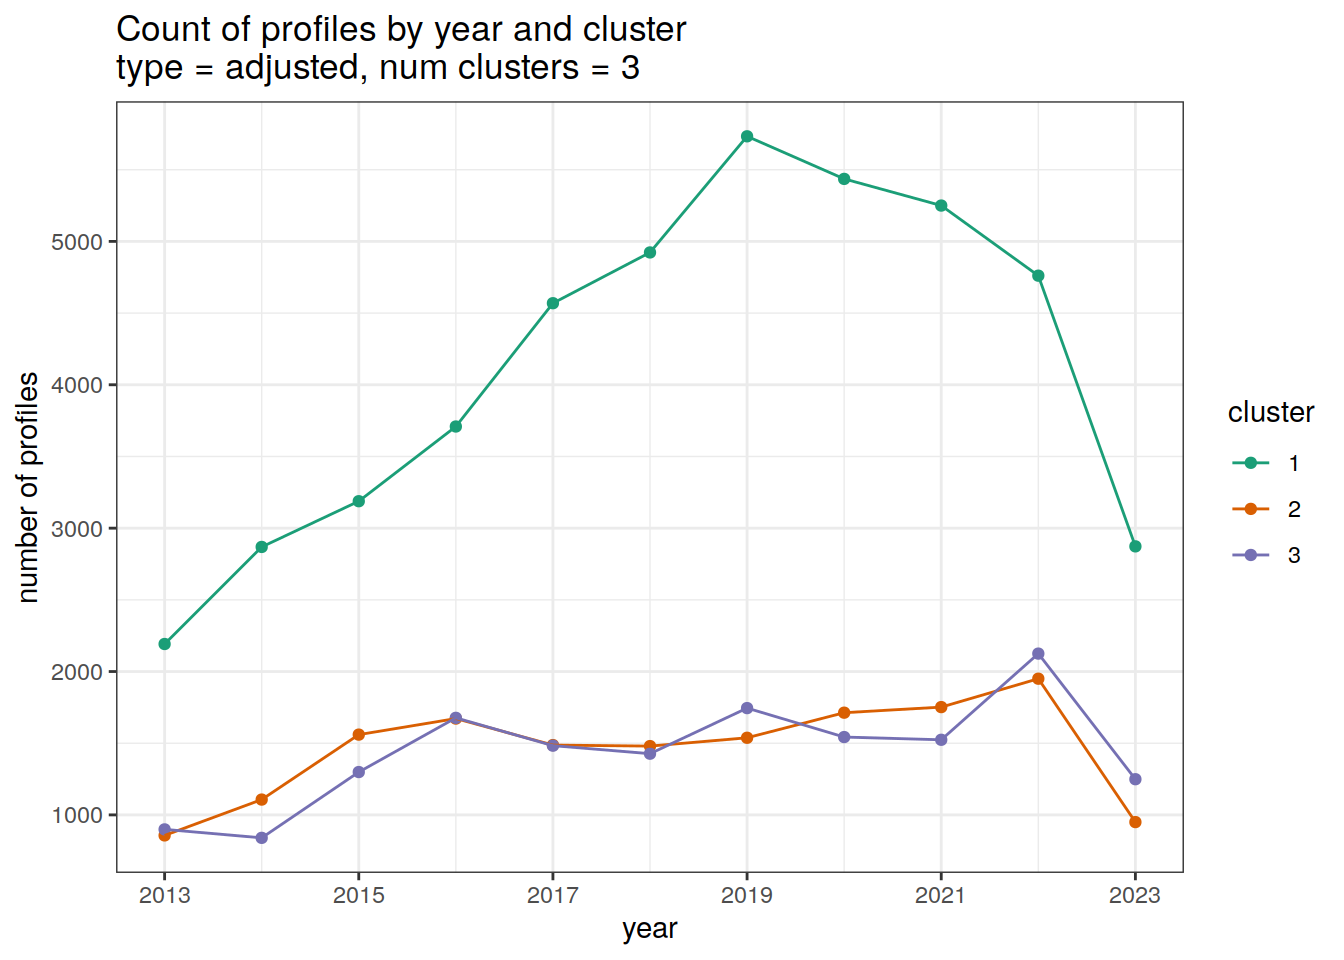 Count of profiles by year and cluster
type = adjusted, num clusters = 3
number of profiles
5000
4000
3000
2000
1000
2013
2015
2017
2019
2021
2023
year
cluster
1
2
3